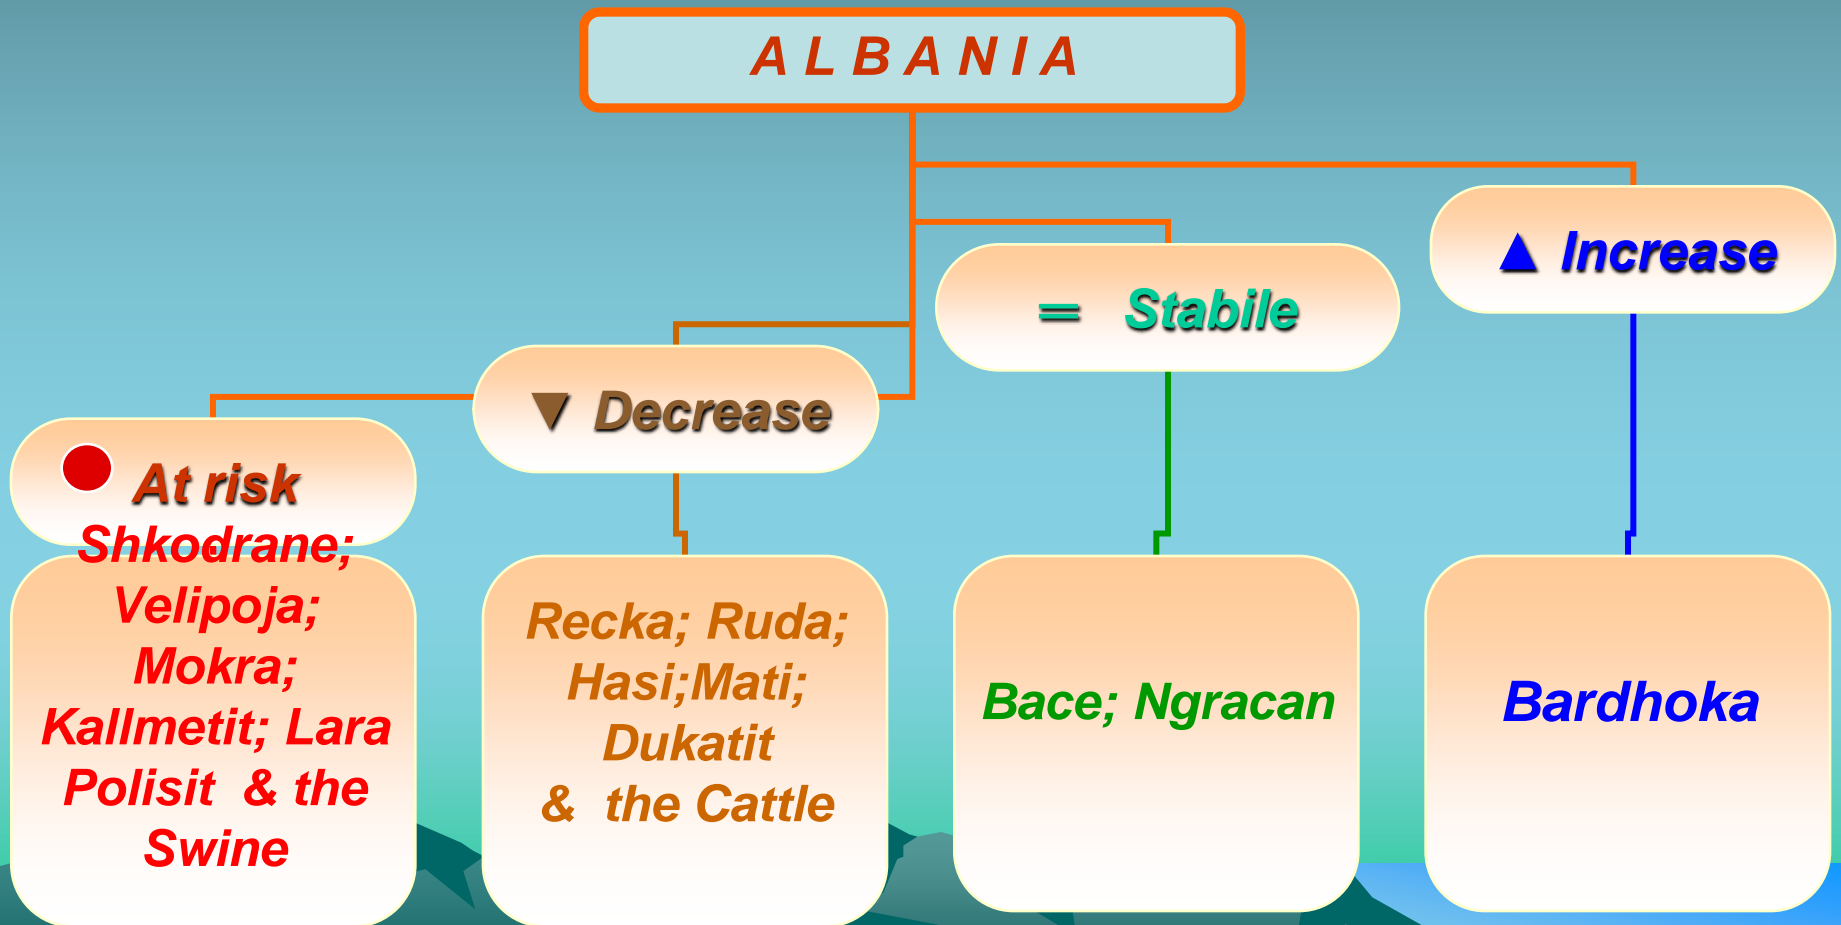 A L B A N I A
▲ Increase
= Stabile
▼ Decrease
At risk
Shkodrane;
Velipoja;
Mokra;
Kallmetit; Lara
Polisit & the
Swine
Recka; Ruda;
Hasi;Mati;
Dukatit
& the Cattle
Bace; Ngracan
Bardhoka